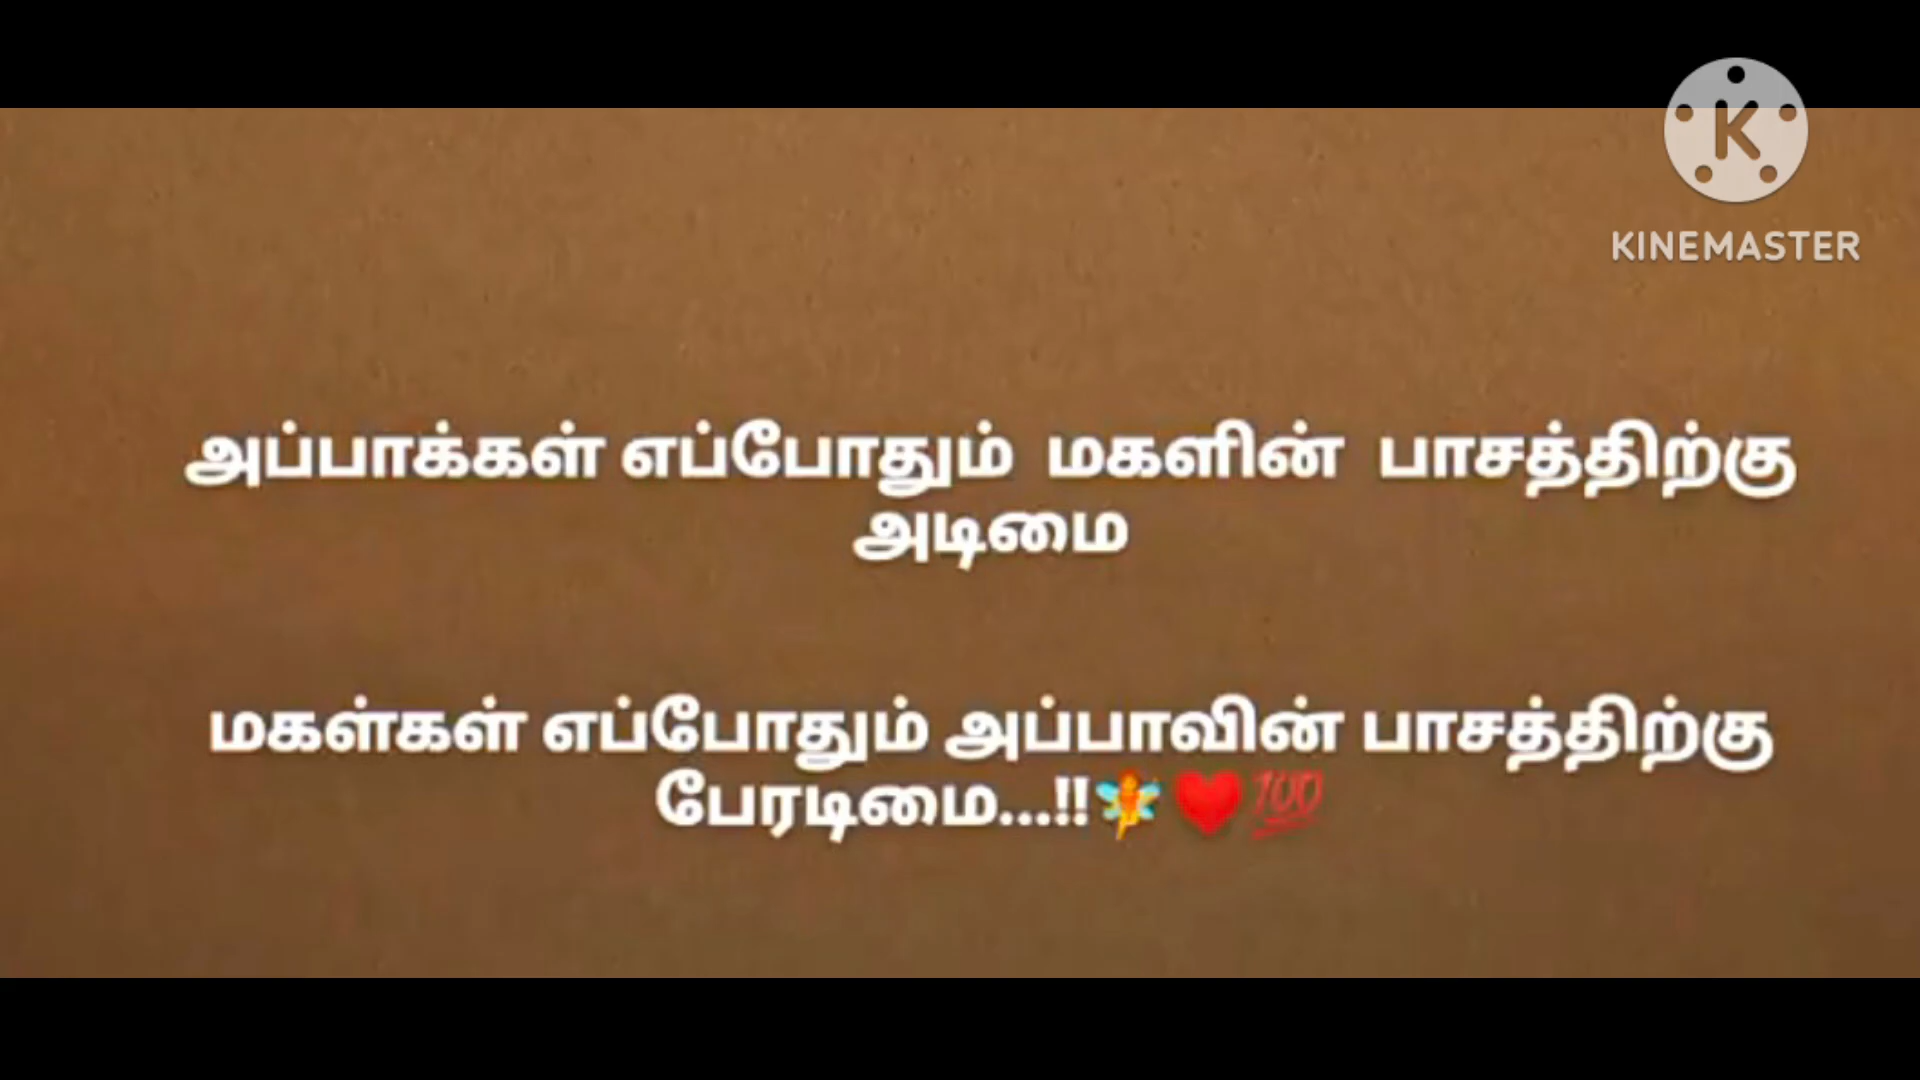 KINEMASTER
அப்பாக்கள் எப்போதும் மகளின் பாசத்திற்கு
அடிமை
மகள்கள் எப்போதும் அப்பாவின் பாசத்திற்கு
பேரடிமை...!!🧚♥️💯